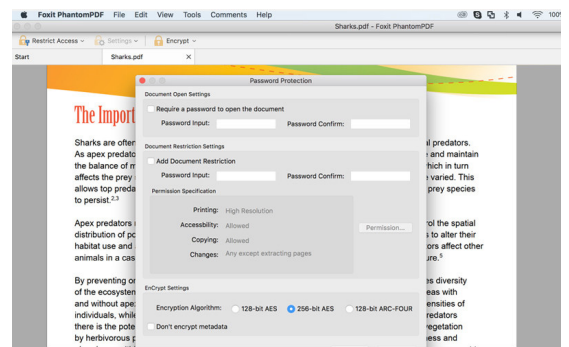 Foxit PhantomPDF File Edit View Tools Comments Help 100%
Sharks.pdf - Foxit PhantomPDF
Restrict Access Settings Encrypt
Start Sharks.pdf
Password Protection
The Import
Document Open Settings
Require a password to open the document
Password Input: Password Confirm:
Document Restriction Settings
Add Document Restriction
Password Input: Password Confirm:
Permission Specification
Printing: High Resolution
Accessbility: Allowed
Copying: Allowed
Changes: Any except extracting pages
Permission...
EnCrypt Settings
Encryption Algorithm: 128-bit AES 256-bit AES 128-bit ARC-FOUR
Don't encrypt metadata
Sharks are often
As apex predato
the balance of m
affects the prey
allows top preda
to persist.2,3
Apex predators
distribution of po
habitat use and
animals in a cas
By preventing or
of the ecosysten
and without ape
individuals, while
there is the pote
by herbivorous p
al predators.
e and maintain
hich in turn
varied. This
prey species
rol the spatial
s to alter their
ors affect other
ure.5
es diversity
eas with
ensities of
redators
egetation
ness and